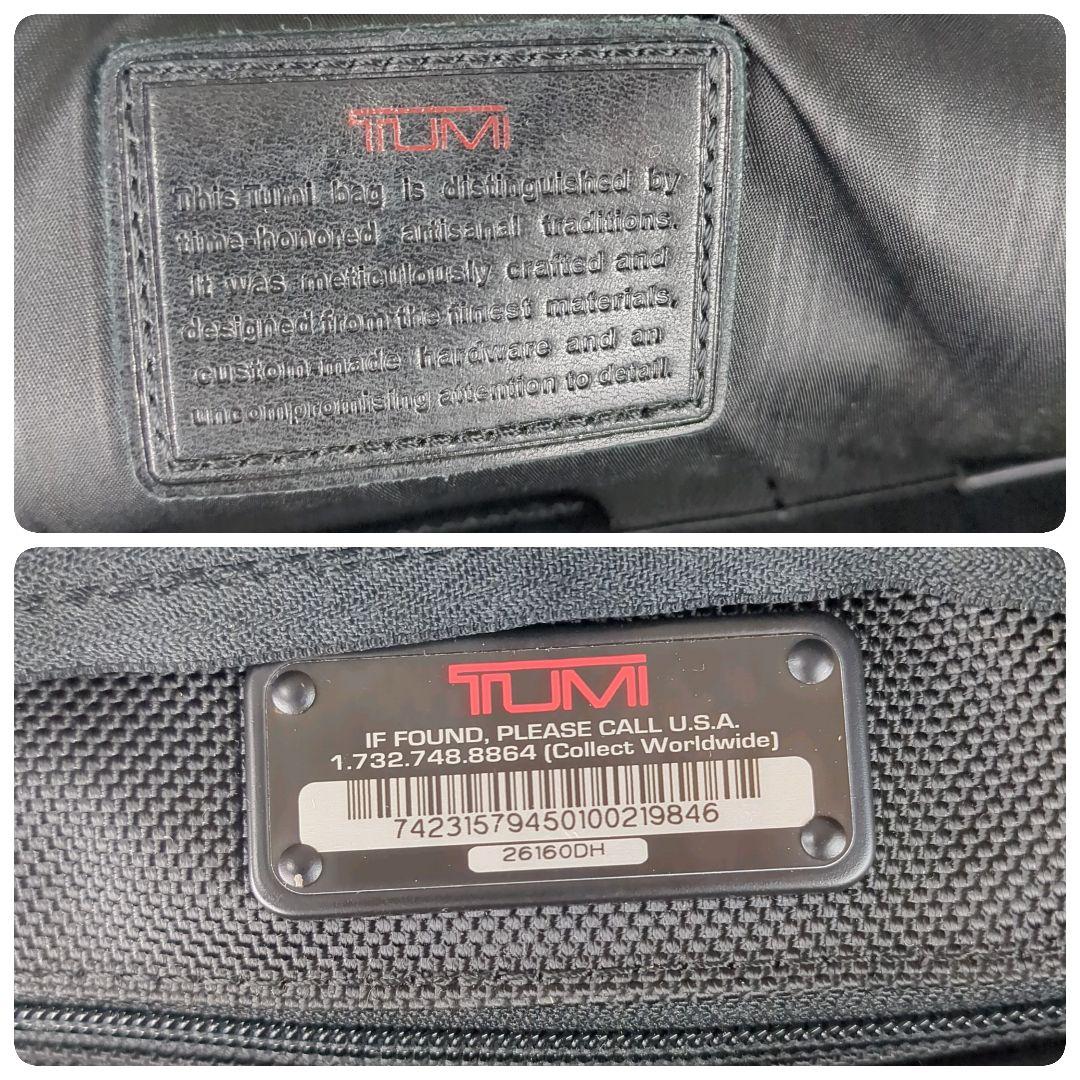 TUMI
This Tumi bag is distinguished by
time-honored artisanal traditions.
It was meticulously crafted and
designed from the finest materials,
custom-made hardware and an
uncompromising attention to detail.
TUMI
IF FOUND, PLEASE CALL U.S.A.
1.732.748.8864 (Collect Worldwide)
74231579450100219846
26160DH